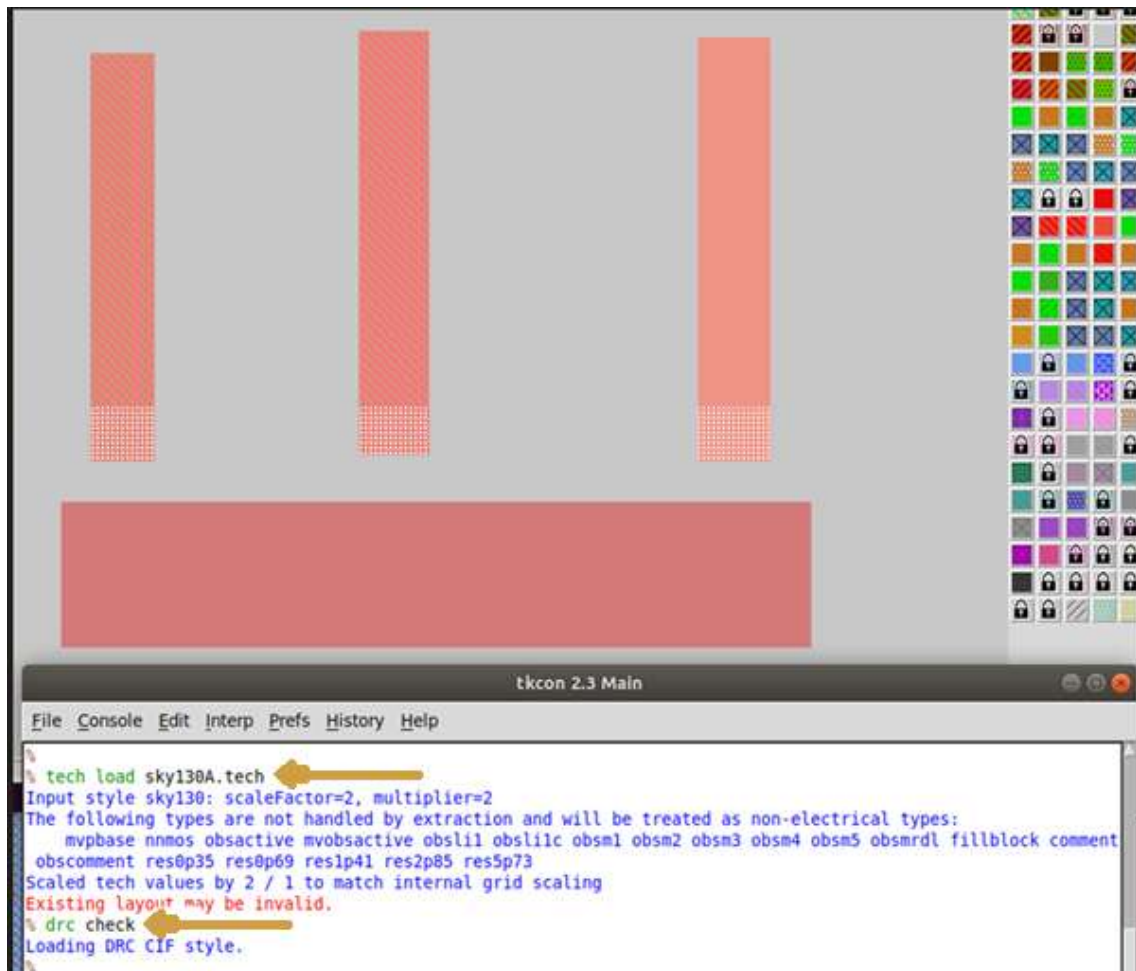 tkcon 2.3 Main
File Console Edit Interp Prefs History Help
%
% tech load sky130A.tech
Input style sky130: scaleFactor=2, multiplier=2
The following types are not handled by extraction and will be treated as non-electrical types:
mvpbase nnmos obsactive mvobsactive obsli1 obsli1c obsm1 obsm2 obsm3 obsm4 obsm5 obsmrdl fillblock comment
obscomment res0p35 res0p69 res1p41 res2p85 res5p73
Scaled tech values by 2 / 1 to match internal grid scaling
Existing layout may be invalid.
% drc check
Loading DRC CIF style.
%